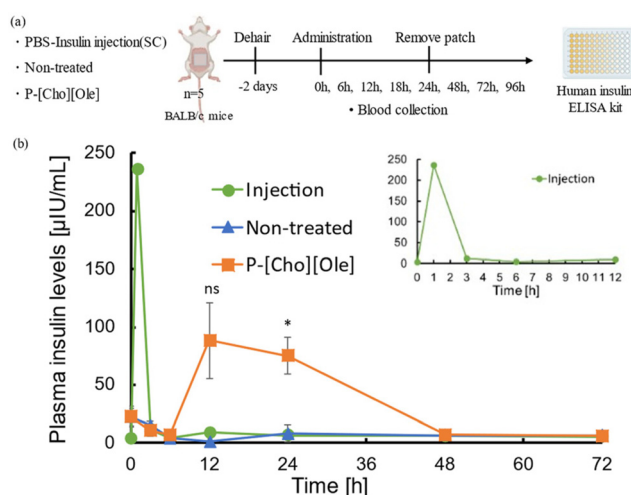 (a)
· PBS-Insulin injection(SC)
· Non-treated
· P-[Cho][Ole]
n=5
BALB/c mice
Dehair
Administration
Remove patch
-2 days
0h, 6h, 12h, 18h, 24h, 48h, 72h, 96h
• Blood collection
Human insulin
ELISA kit
(b)
Plasma insulin levels [µIU/mL]
250
200
150
100
50
0
Injection
Non-treated
P-[Cho][Ole]
ns
*
0 12 24 36 48 60 72
Time [h]
250
200
150
100
50
0
Injection
0 1 2 3 4 5 6 7 8 9 10 11 12
Time [h]